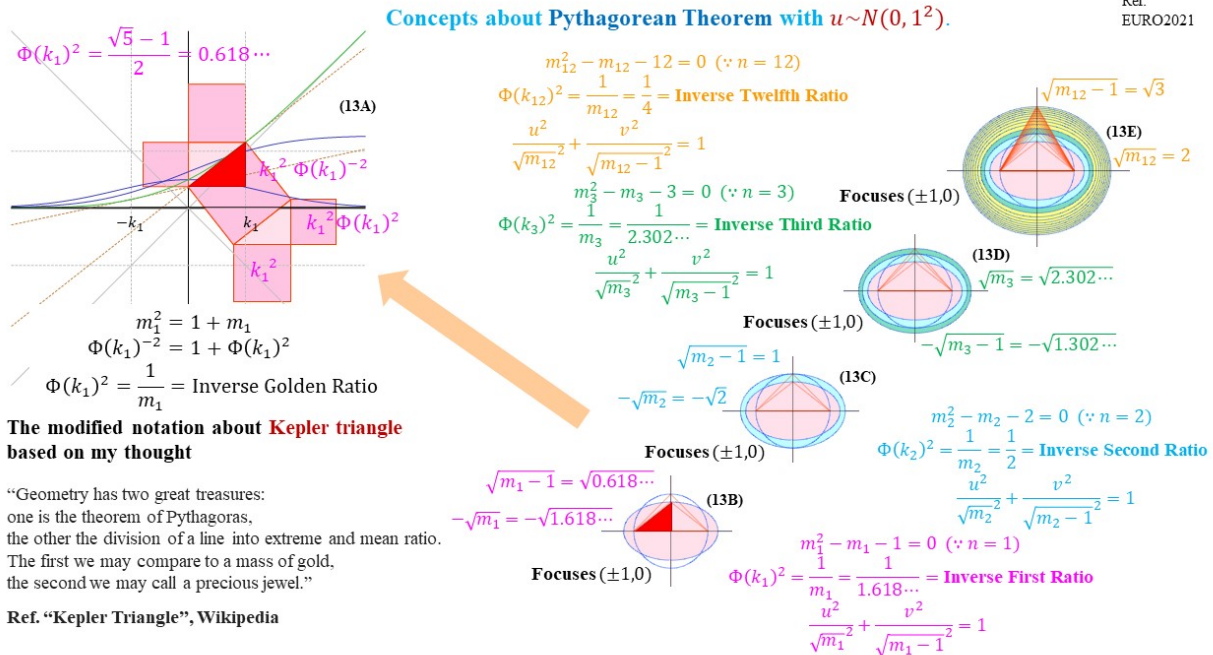 Concepts about Pythagorean Theorem with u~N(0, 1²).
Ref.
EURO2021
Φ(k₁)² = (√5 − 1)/2 = 0.618⋯
(13A)
k₁² Φ(k₁)⁻²
−k₁
k₁
k₁²Φ(k₁)²
k₁²
m₁² = 1 + m₁
Φ(k₁)⁻² = 1 + Φ(k₁)²
Φ(k₁)² = 1/m₁ = Inverse Golden Ratio
The modified notation about Kepler triangle
based on my thought
“Geometry has two great treasures:
one is the theorem of Pythagoras,
the other the division of a line into extreme and mean ratio.
The first we may compare to a mass of gold,
the second we may call a precious jewel.”
Ref. “Kepler Triangle”, Wikipedia
m₁₂² − m₁₂ − 12 = 0 (∵ n = 12)
Φ(k₁₂)² = 1/m₁₂ = 1/4 = Inverse Twelfth Ratio
u²/√m₁₂² + v²/√(m₁₂ − 1)² = 1
√(m₁₂ − 1) = √3
(13E)
√m₁₂ = 2
Focuses (±1,0)
m₃² − m₃ − 3 = 0 (∵ n = 3)
Φ(k₃)² = 1/m₃ = 1/2.302⋯ = Inverse Third Ratio
u²/√m₃² + v²/√(m₃ − 1)² = 1
(13D)
√m₃ = √2.302⋯
Focuses (±1,0)
−√(m₃ − 1) = −√1.302⋯
√(m₂ − 1) = 1
(13C)
−√m₂ = −√2
Focuses (±1,0)
m₂² − m₂ − 2 = 0 (∵ n = 2)
Φ(k₂)² = 1/m₂ = 1/2 = Inverse Second Ratio
u²/√m₂² + v²/√(m₂ − 1)² = 1
√(m₁ − 1) = √0.618⋯
(13B)
−√m₁ = −√1.618⋯
Focuses (±1,0)
m₁² − m₁ − 1 = 0 (∵ n = 1)
Φ(k₁)² = 1/m₁ = 1/1.618⋯ = Inverse First Ratio
u²/√m₁² + v²/√(m₁ − 1)² = 1